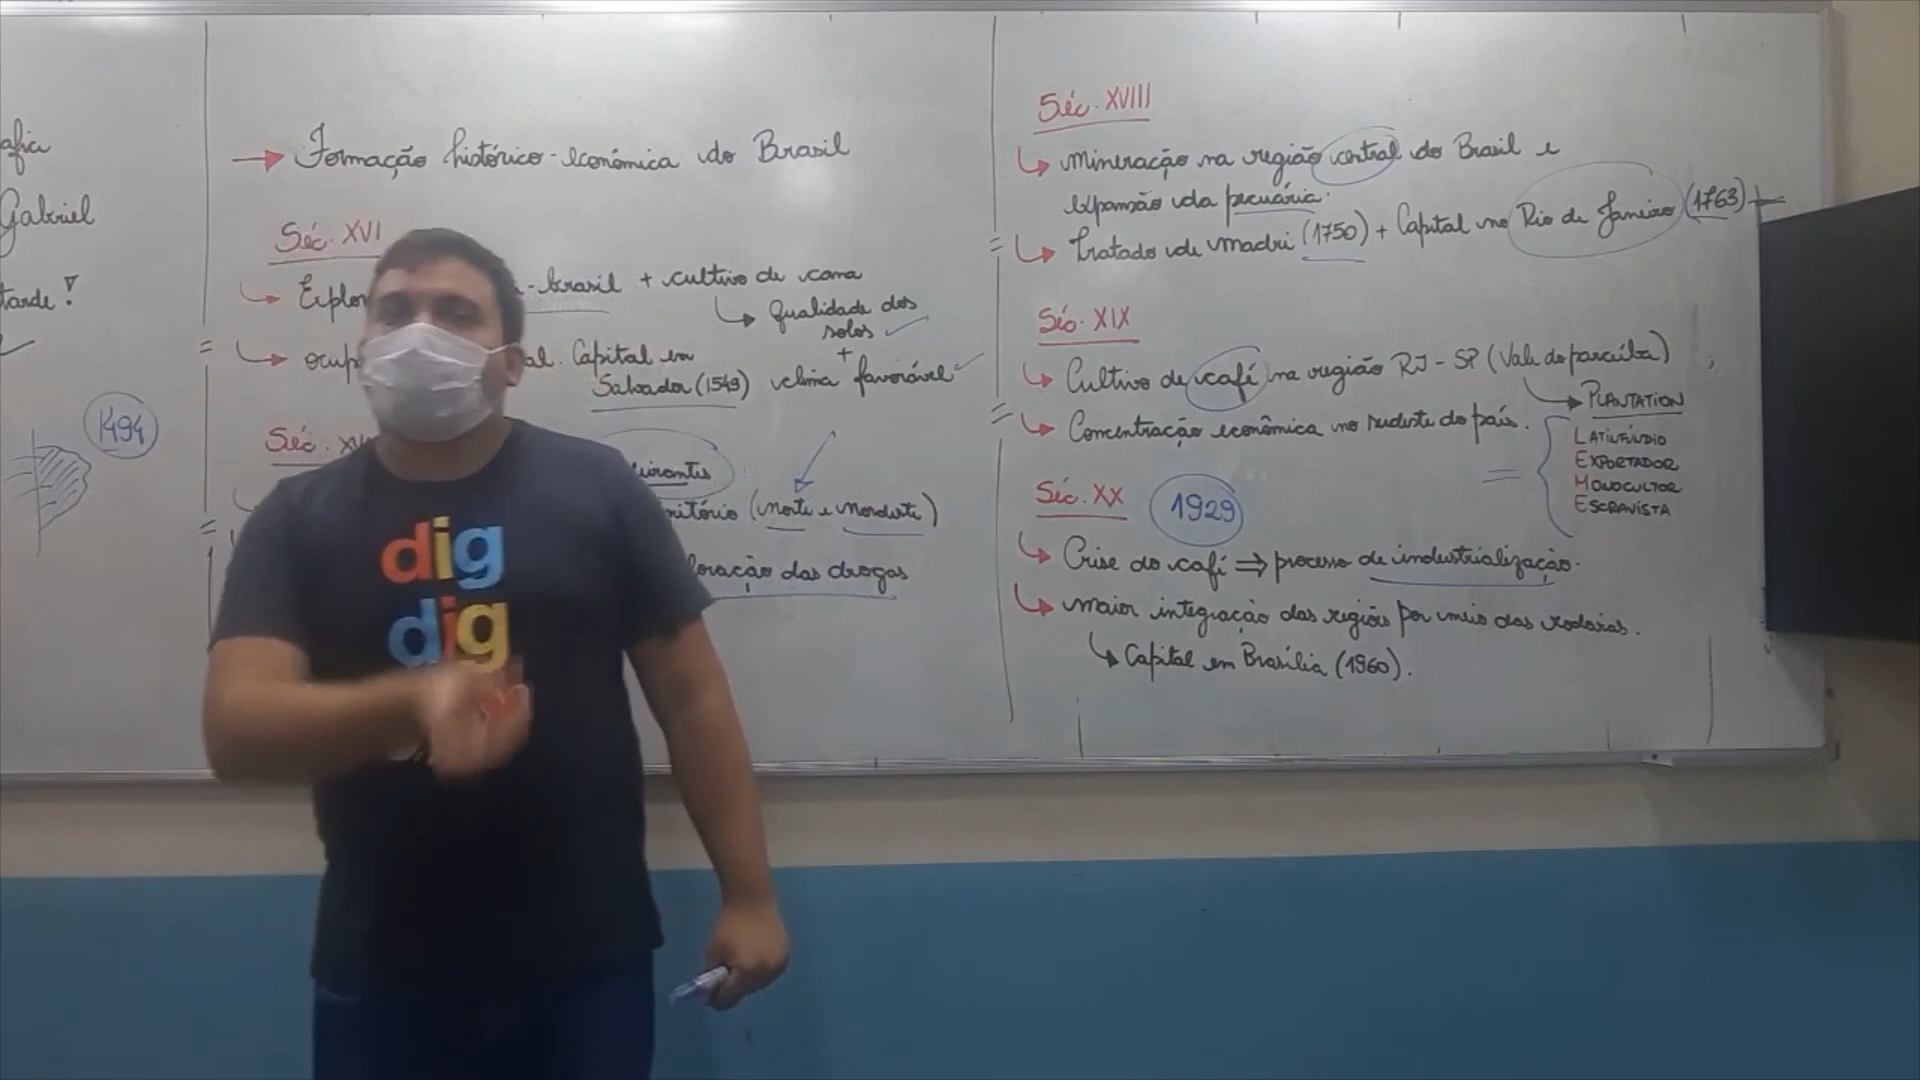 afia
Gabriel
tarde!
1494
→ Formação histórico-econômica do Brasil
Séc. XVI
-brasil + cultivo de cana
Qualidade dos
solos
+
clima favorável
Capital em
Salvador (1549)
Séc.
(norte e nordeste)
das drogas
dig
dig
Séc. XVIII
Mineração na região central do Brasil e
expansão da pecuária.
Tratado de Madri (1750) + Capital no Rio de Janeiro (1763)
Séc. XIX
Cultivo de café na região RJ - SP (Vale do paraíba)
PLANTATION
Concentração econômica no sudeste do país.
LATIFÚNDIO
EXPORTADOR
MONOCULTOR
ESCRAVISTA
Séc. XX 1929
Crise do café ⇒ processo de industrialização.
Maior integração das regiões por meio das rodovias.
Capital em Brasília (1960).